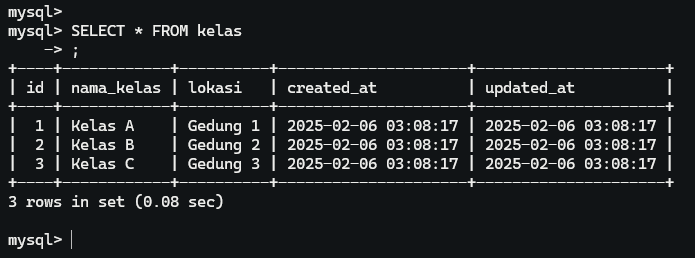 mysql>
mysql> SELECT * FROM kelas
    -> ;
+----+------------+----------+---------------------+---------------------+
| id | nama_kelas | lokasi   | created_at          | updated_at          |
+----+------------+----------+---------------------+---------------------+
|  1 | Kelas A    | Gedung 1 | 2025-02-06 03:08:17 | 2025-02-06 03:08:17 |
|  2 | Kelas B    | Gedung 2 | 2025-02-06 03:08:17 | 2025-02-06 03:08:17 |
|  3 | Kelas C    | Gedung 3 | 2025-02-06 03:08:17 | 2025-02-06 03:08:17 |
+----+------------+----------+---------------------+---------------------+
3 rows in set (0.08 sec)

mysql>